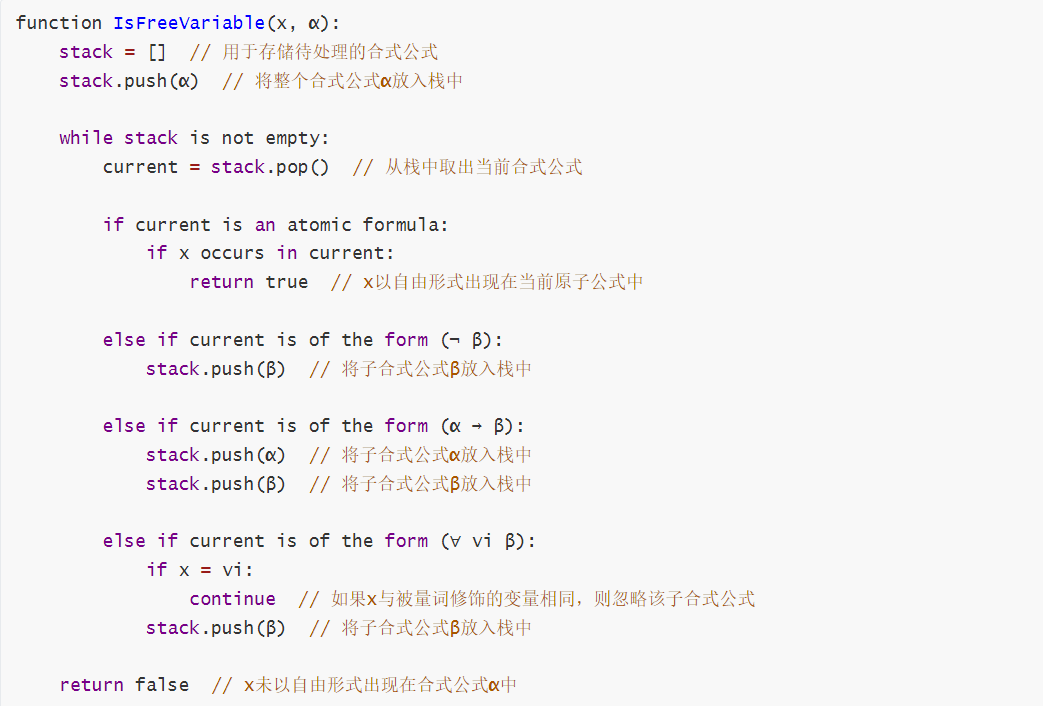 function IsFreeVariable(x, α):
    stack = []  // 用于存储待处理的合式公式
    stack.push(α)  // 将整个合式公式α放入栈中

    while stack is not empty:
        current = stack.pop()  // 从栈中取出当前合式公式

        if current is an atomic formula:
            if x occurs in current:
                return true  // x以自由形式出现在当前原子公式中

        else if current is of the form (¬ β):
            stack.push(β)  // 将子合式公式β放入栈中

        else if current is of the form (α → β):
            stack.push(α)  // 将子合式公式α放入栈中
            stack.push(β)  // 将子合式公式β放入栈中

        else if current is of the form (∀ vi β):
            if x = vi:
                continue  // 如果x与被量词修饰的变量相同，则忽略该子合式公式
            stack.push(β)  // 将子合式公式β放入栈中

    return false  // x未以自由形式出现在合式公式α中